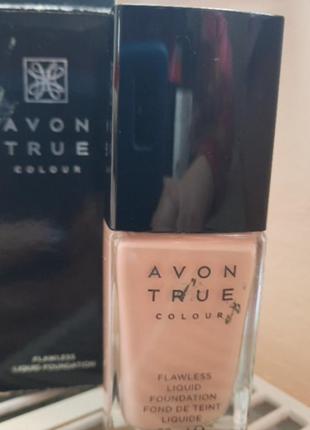 AVON
TRUE
COLOUR
FLAWLESS
LIQUID FOUNDATION
AVON
TRUE
COLOUR
FLAWLESS
LIQUID
FOUNDATION
FOND DE TEINT
LIQUIDE